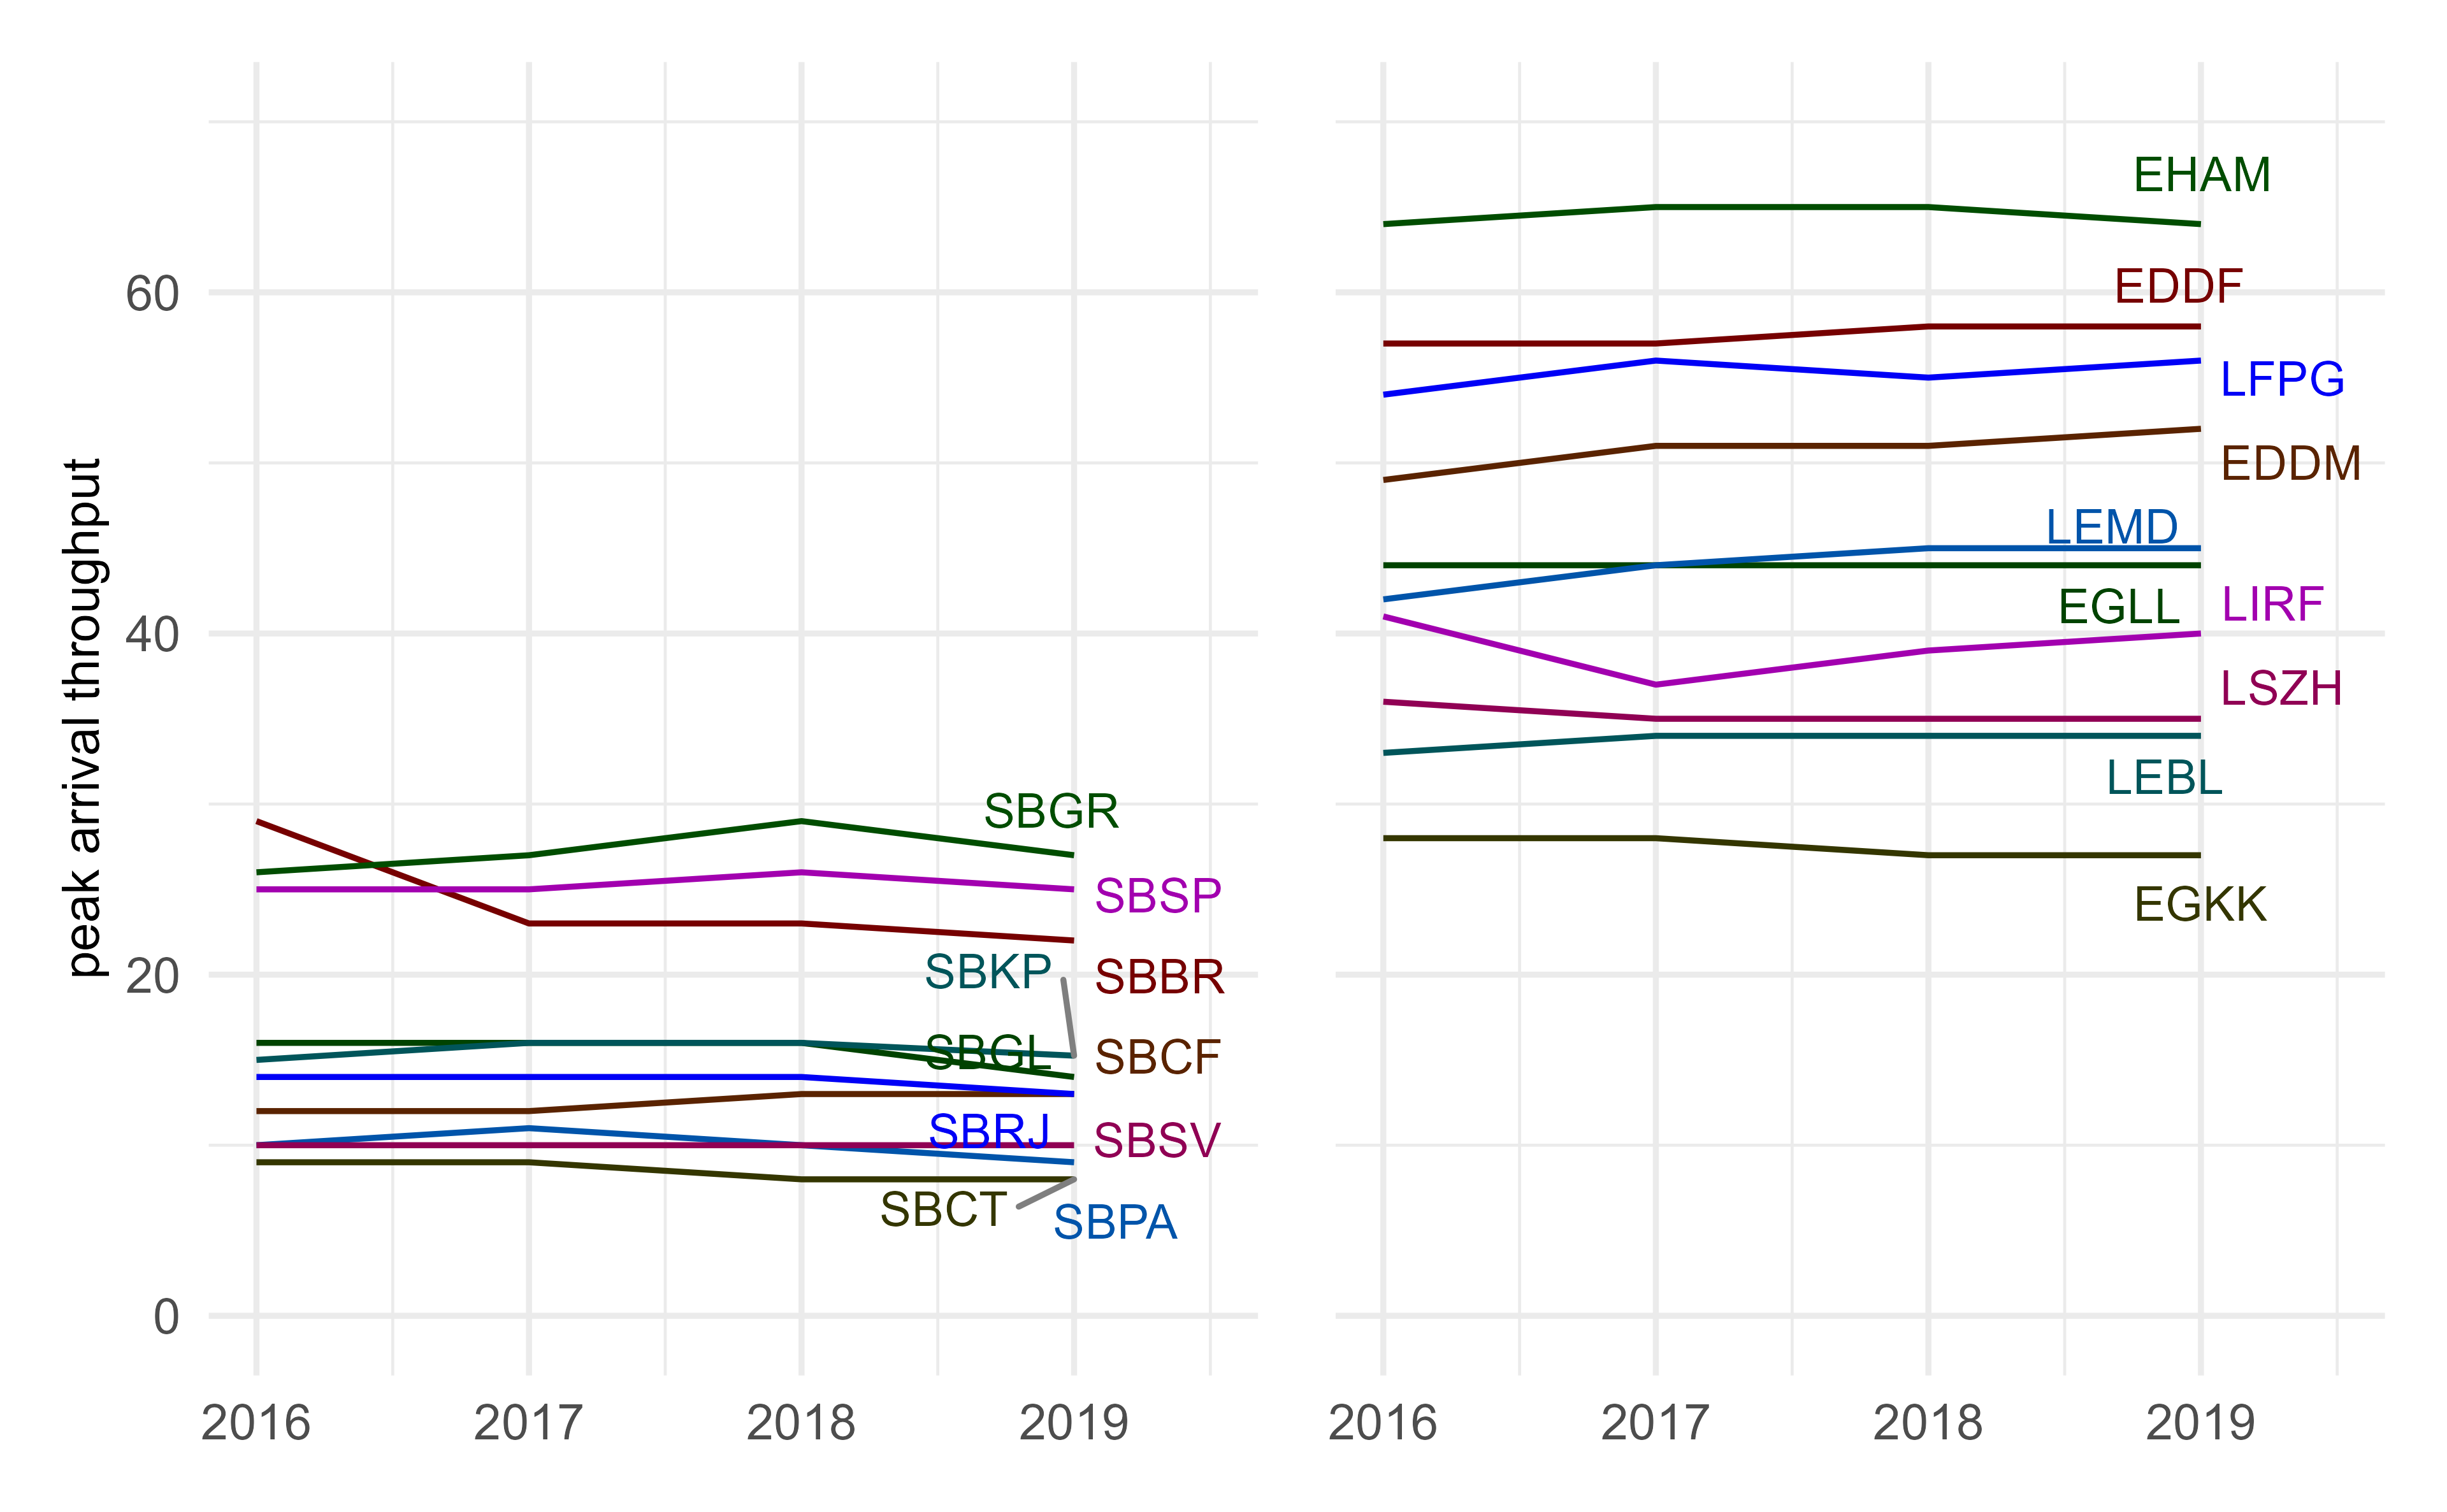 peak arrival throughput
60
40
20
0
SBGR
SBSP
SBKP
SBBR
SBGL
SBCF
SBRJ
SBSV
SBCT
SBPA
2016 2017 2018 2019
EHAM
EDDF
LFPG
EDDM
LEMD
EGLL
LIRF
LSZH
LEBL
EGKK
2016 2017 2018 2019